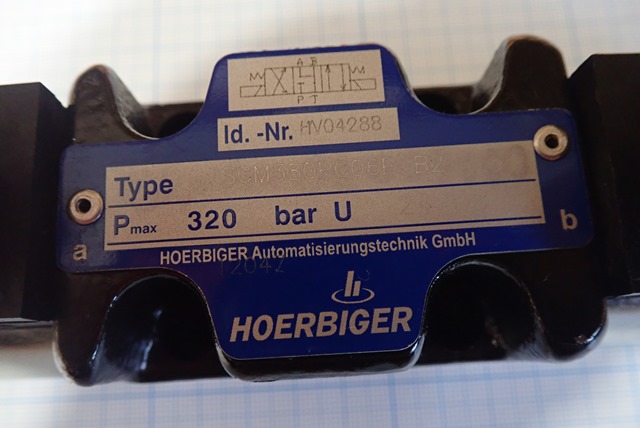 A B
P T
Id. -Nr. HV04288
Type
Pmax 320 bar U
a
b
HOERBIGER Automatisierungstechnik GmbH
HOERBIGER